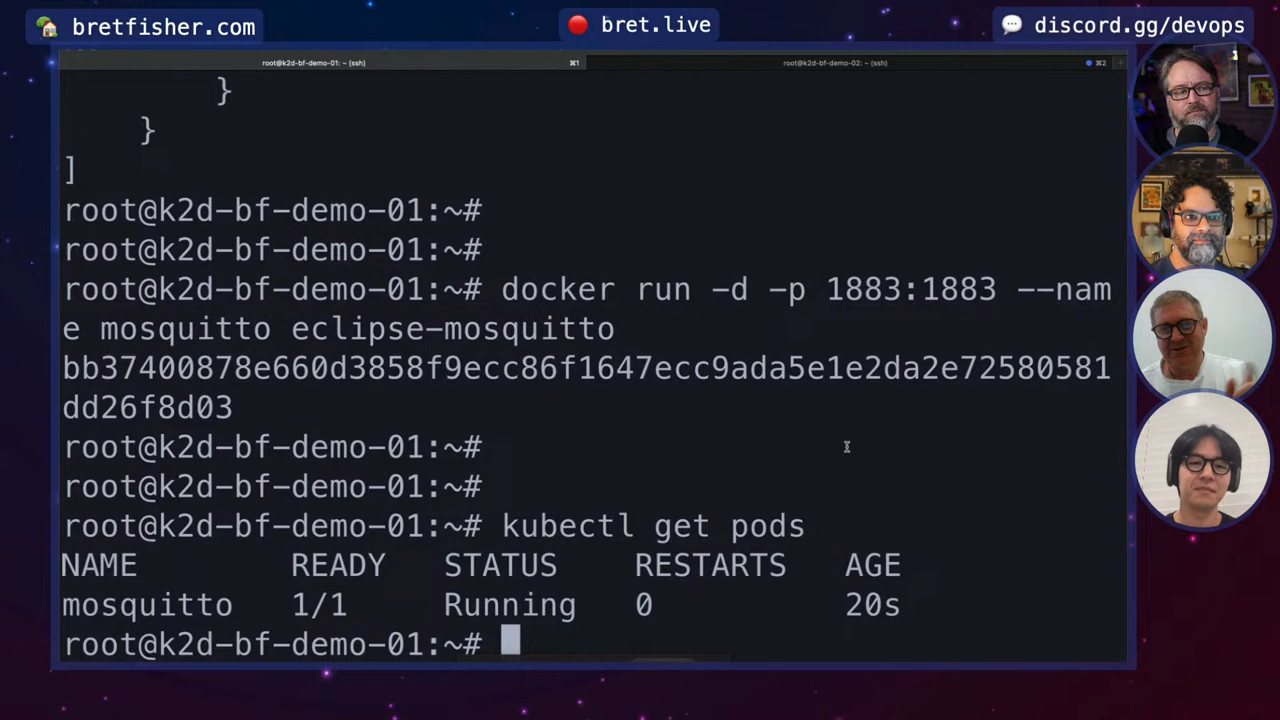 bretfisher.com
bret.live
discord.gg/devops
root@k2d-bf-demo-01: ~ (ssh)
⌘1
root@k2d-bf-demo-02: ~ (ssh)
⌘2
}
}
]
root@k2d-bf-demo-01:~#
root@k2d-bf-demo-01:~#
root@k2d-bf-demo-01:~# docker run -d -p 1883:1883 --nam
e mosquitto eclipse-mosquitto
bb37400878e660d3858f9ecc86f1647ecc9ada5e1e2da2e72580581
dd26f8d03
root@k2d-bf-demo-01:~#
root@k2d-bf-demo-01:~#
root@k2d-bf-demo-01:~# kubectl get pods
NAME READY STATUS RESTARTS AGE
mosquitto 1/1 Running 0 20s
root@k2d-bf-demo-01:~#